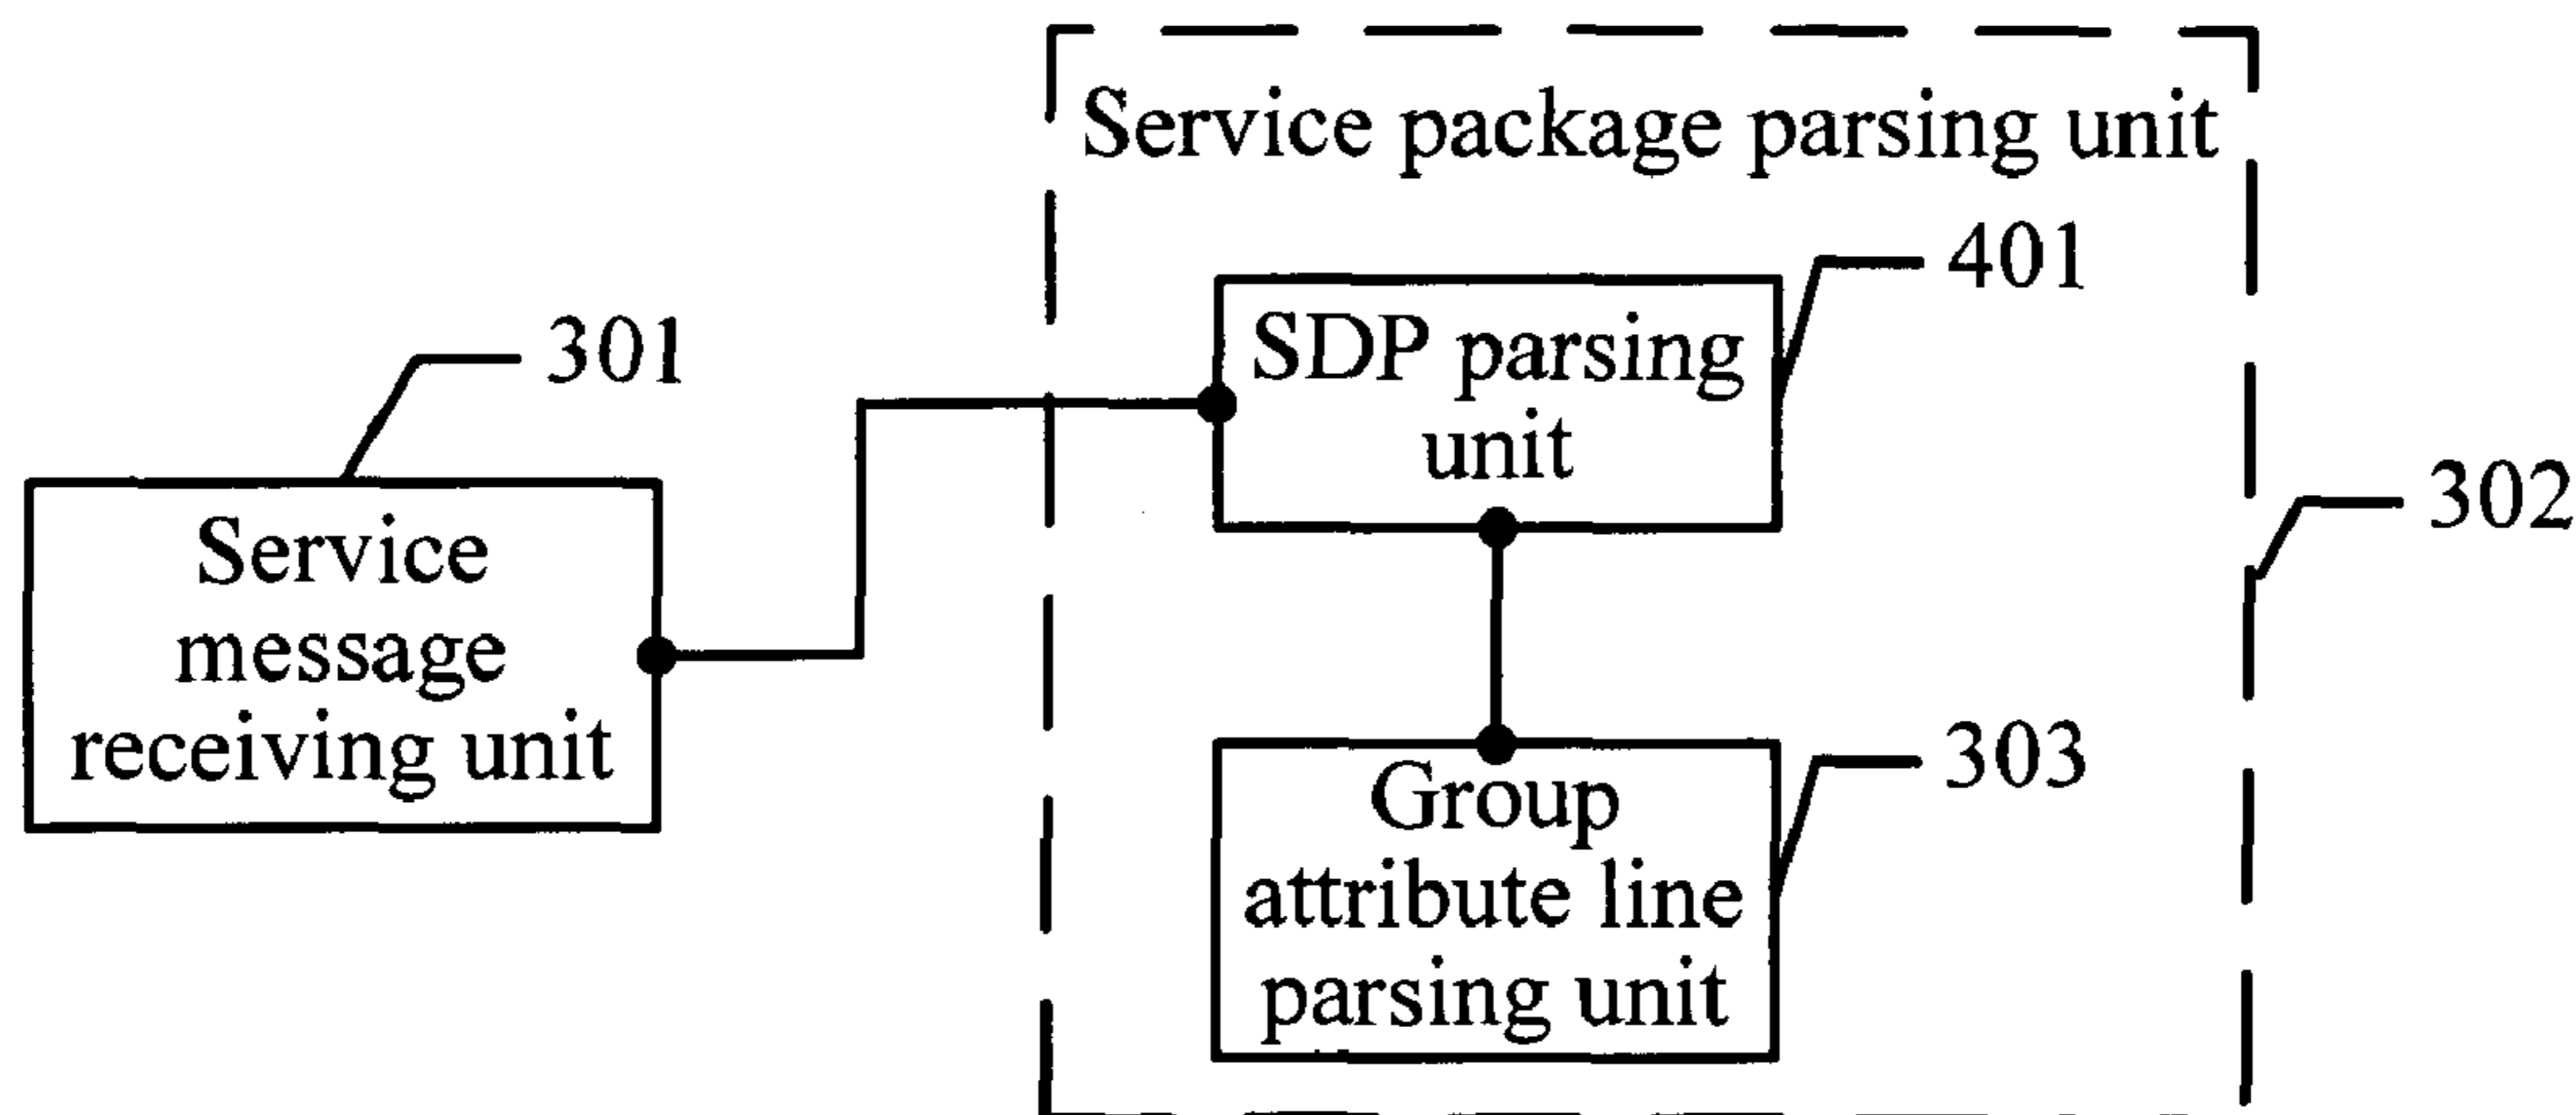 Service package parsing unit
401
SDP parsing
unit
301
302
Service
message
receiving unit
303
Group
attribute line
parsing unit